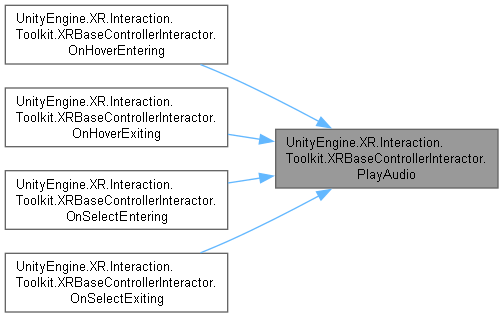 UnityEngine.XR.Interaction.
Toolkit.XRBaseControllerInteractor.
OnHoverEntering
UnityEngine.XR.Interaction.
Toolkit.XRBaseControllerInteractor.
OnHoverExiting
UnityEngine.XR.Interaction.
Toolkit.XRBaseControllerInteractor.
PlayAudio
UnityEngine.XR.Interaction.
Toolkit.XRBaseControllerInteractor.
OnSelectEntering
UnityEngine.XR.Interaction.
Toolkit.XRBaseControllerInteractor.
OnSelectExiting